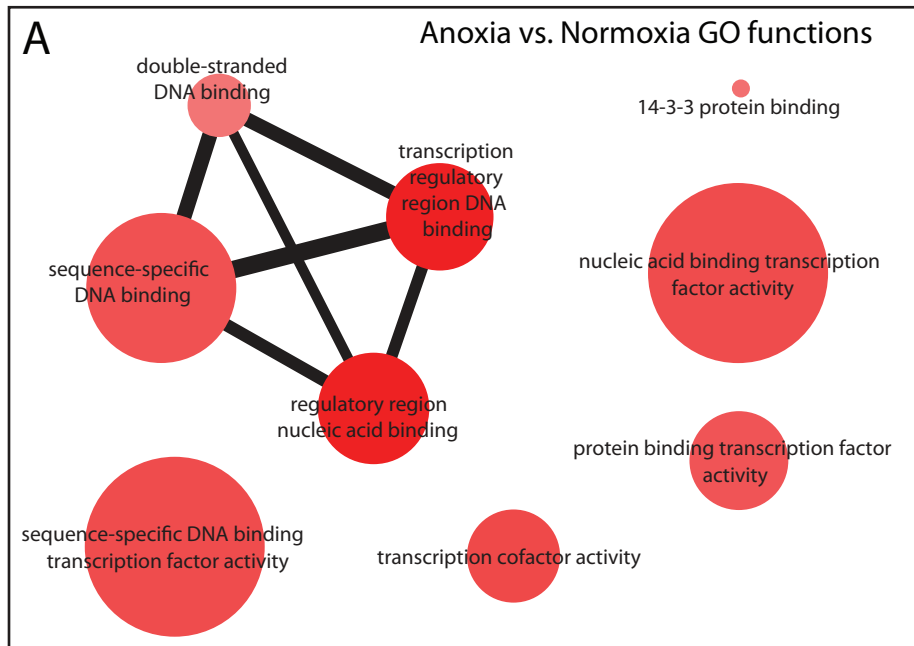 A
Anoxia vs. Normoxia GO functions
double-stranded
DNA binding
14-3-3 protein binding
transcription
regulatory
region DNA
binding
sequence-specific
DNA binding
nucleic acid binding transcription
factor activity
regulatory region
nucleic acid binding
protein binding transcription factor
activity
sequence-specific DNA binding
transcription factor activity
transcription cofactor activity